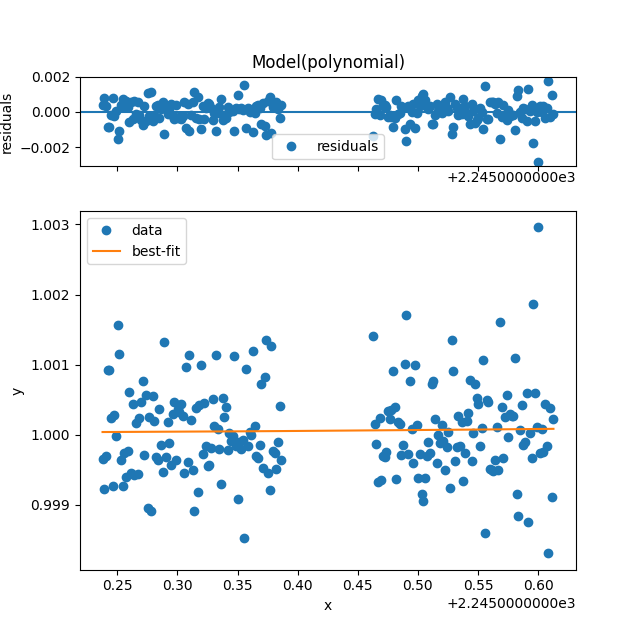 Model(polynomial)
residuals
0.002
0.000
−0.002
residuals
+2.2450000000e3
y
1.003
1.002
1.001
1.000
0.999
data
best-fit
0.25 0.30 0.35 0.40 0.45 0.50 0.55 0.60
x
+2.2450000000e3